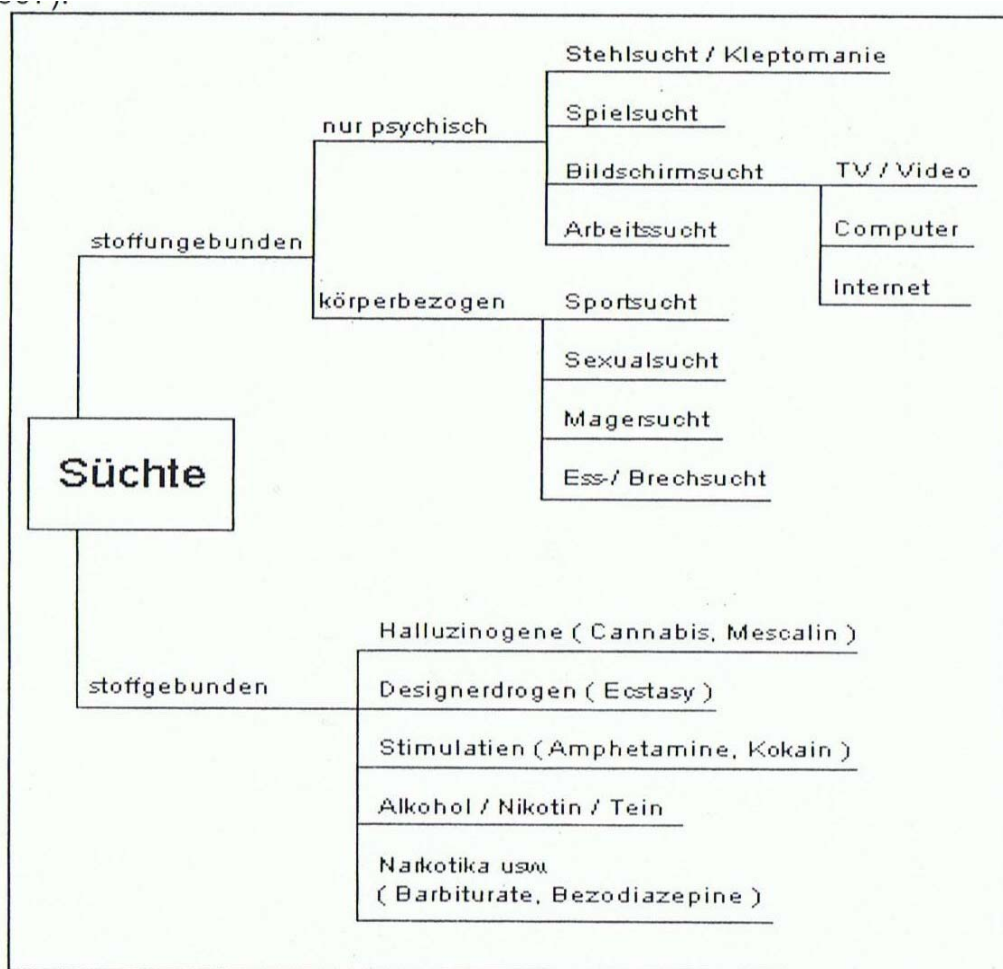 Stehlsucht / Kleptomanie
nur psychisch
Spielsucht
Bildschirmsucht
TV / Video
stoffungebunden
Arbeitssucht
Computer
Internet
körperbezogen
Sportsucht
Sexualsucht
Magersucht
Ess-/ Brechsucht
Süchte
Halluzinogene ( Cannabis, Mescalin )
stoffgebunden
Designerdrogen ( Ecstasy )
Stimulatien ( Amphetamine, Kokain )
Alkohol / Nikotin / Tein
Narkotika usw.
( Barbiturate, Bezodiazepine )